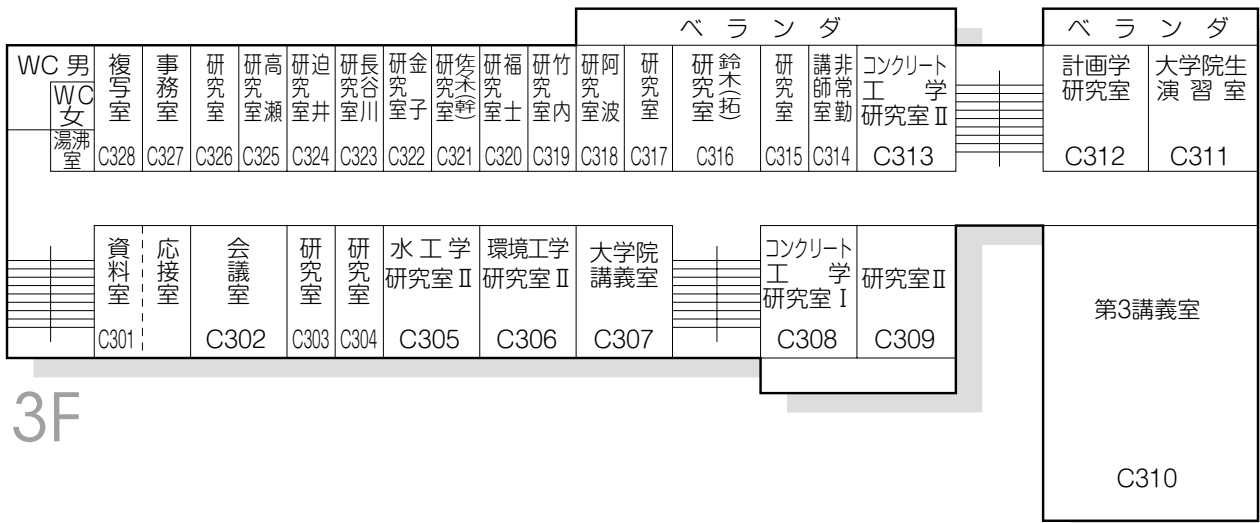 ベランダ
ベランダ
WC 男
WC
女
湯沸
室
複写室
C328
事務室
C327
研究室
C326
高瀬
研究室
C325
迫井
研究室
C324
長谷川
研究室
C323
金子
研究室
C322
佐々木(幹)
研究室
C321
福士
研究室
C320
竹内
研究室
C319
阿波
研究室
C318
研究室
C317
鈴木(拓)
研究室
C316
研究室
C315
非常勤
講師室
C314
コンクリート
工学
研究室Ⅱ
C313
計画学
研究室
C312
大学院生
演習室
C311
資料室
C301
応接室
会議室
C302
研究室
C303
研究室
C304
水工学
研究室Ⅱ
C305
環境工学
研究室Ⅱ
C306
大学院
講義室
C307
コンクリート
工学
研究室Ⅰ
C308
研究室Ⅱ
C309
第3講義室
C310
3F